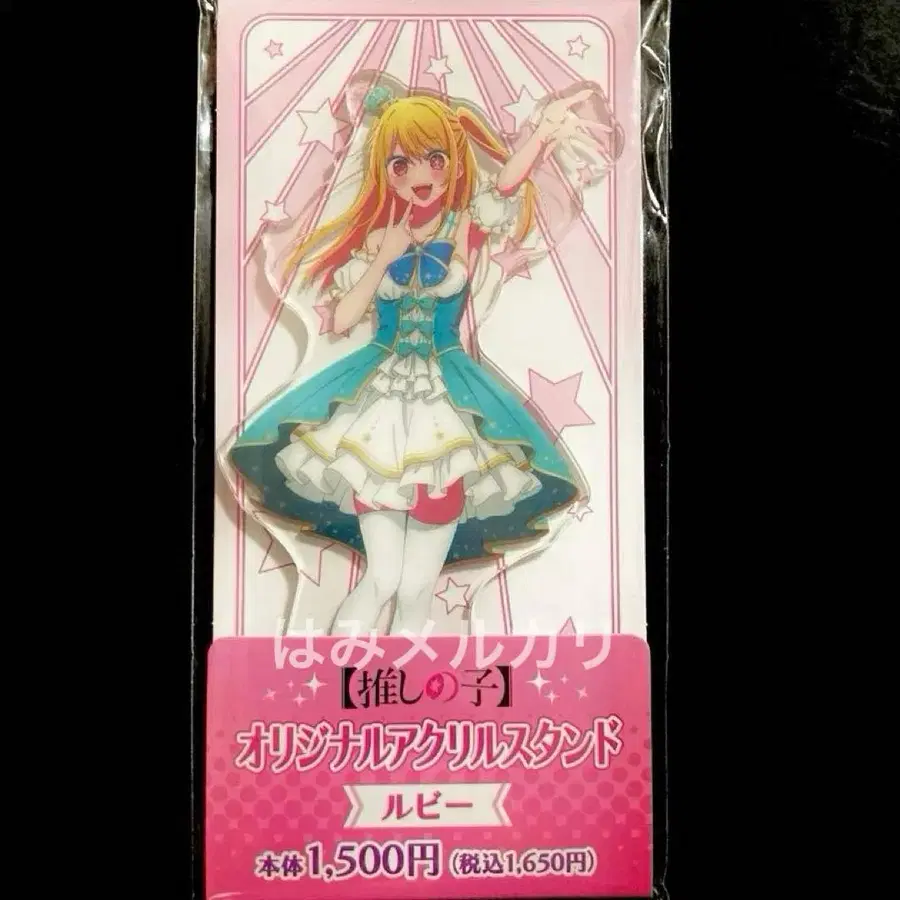 はみメルカリ
【推しの子】
オリジナルアクリルスタンド
ルビー
本体1,500円(税込1,650円)